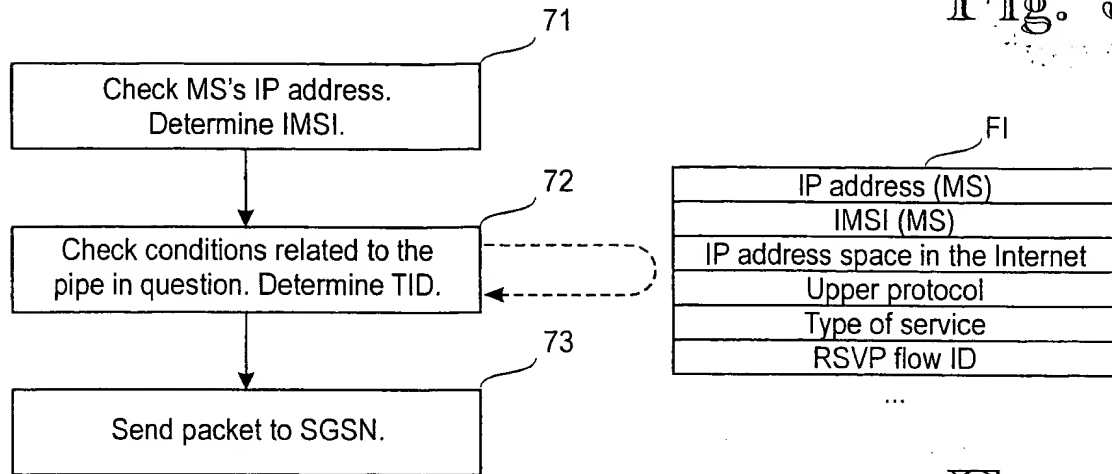 Fig.
71
Check MS's IP address.
Determine IMSI.
72
Check conditions related to the
pipe in question. Determine TID.
73
Send packet to SGSN.
FI
IP address (MS)
IMSI (MS)
IP address space in the Internet
Upper protocol
Type of service
RSVP flow ID
...